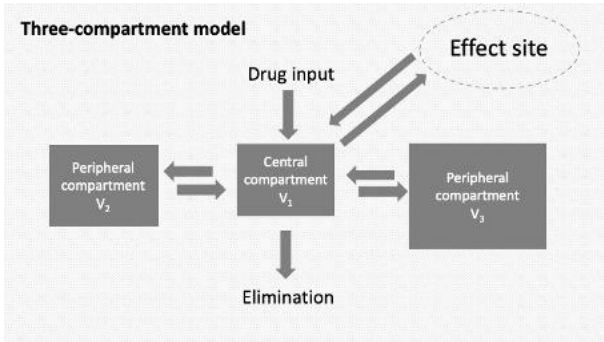 Three-compartment model
Effect site
Drug input
Peripheral
compartment
V₂
Central
compartment
V₁
Peripheral
compartment
V₃
Elimination